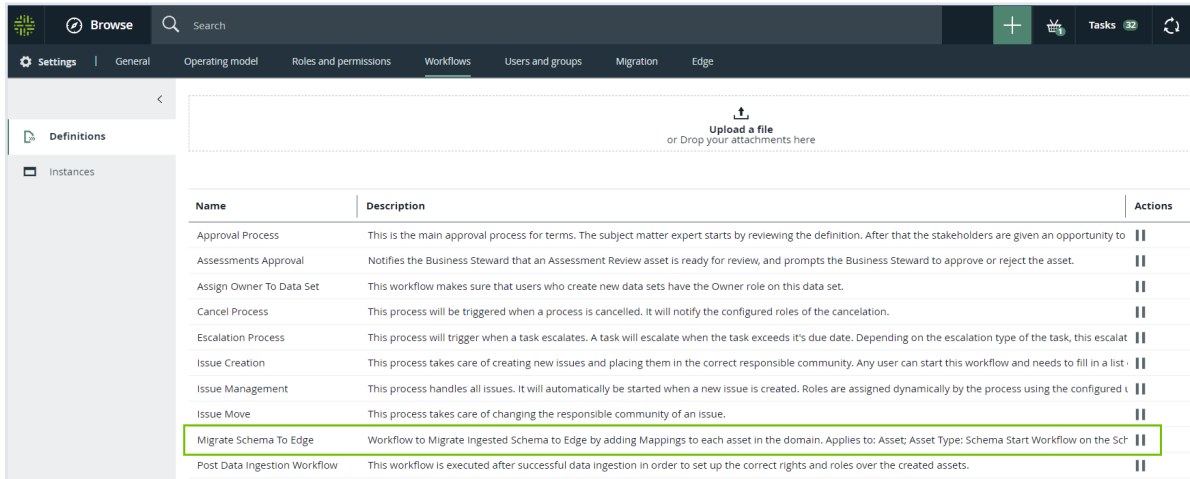 Browse
Search
1
Tasks 32
Settings | General Operating model Roles and permissions Workflows Users and groups Migration Edge
Definitions
Instances
Upload a file
or Drop your attachments here
Name Description Actions
Approval Process This is the main approval process for terms. The subject matter expert starts by reviewing the definition. After that the stakeholders are given an opportunity to
Assessments Approval Notifies the Business Steward that an Assessment Review asset is ready for review, and prompts the Business Steward to approve or reject the asset.
Assign Owner To Data Set This workflow makes sure that users who create new data sets have the Owner role on this data set.
Cancel Process This process will be triggered when a process is cancelled. It will notify the configured roles of the cancelation.
Escalation Process This process will trigger when a task escalates. A task will escalate when the task exceeds it's due date. Depending on the escalation type of the task, this escalat
Issue Creation This process takes care of creating new issues and placing them in the correct responsible community. Any user can start this workflow and needs to fill in a list
Issue Management This process handles all issues. It will automatically be started when a new issue is created. Roles are assigned dynamically by the process using the configured
Issue Move This process takes care of changing the responsible community of an issue.
Migrate Schema To Edge Workflow to Migrate Ingested Schema to Edge by adding Mappings to each asset in the domain. Applies to: Asset; Asset Type: Schema Start Workflow on the Sch
Post Data Ingestion Workflow This workflow is executed after successful data ingestion in order to set up the correct rights and roles over the created assets.